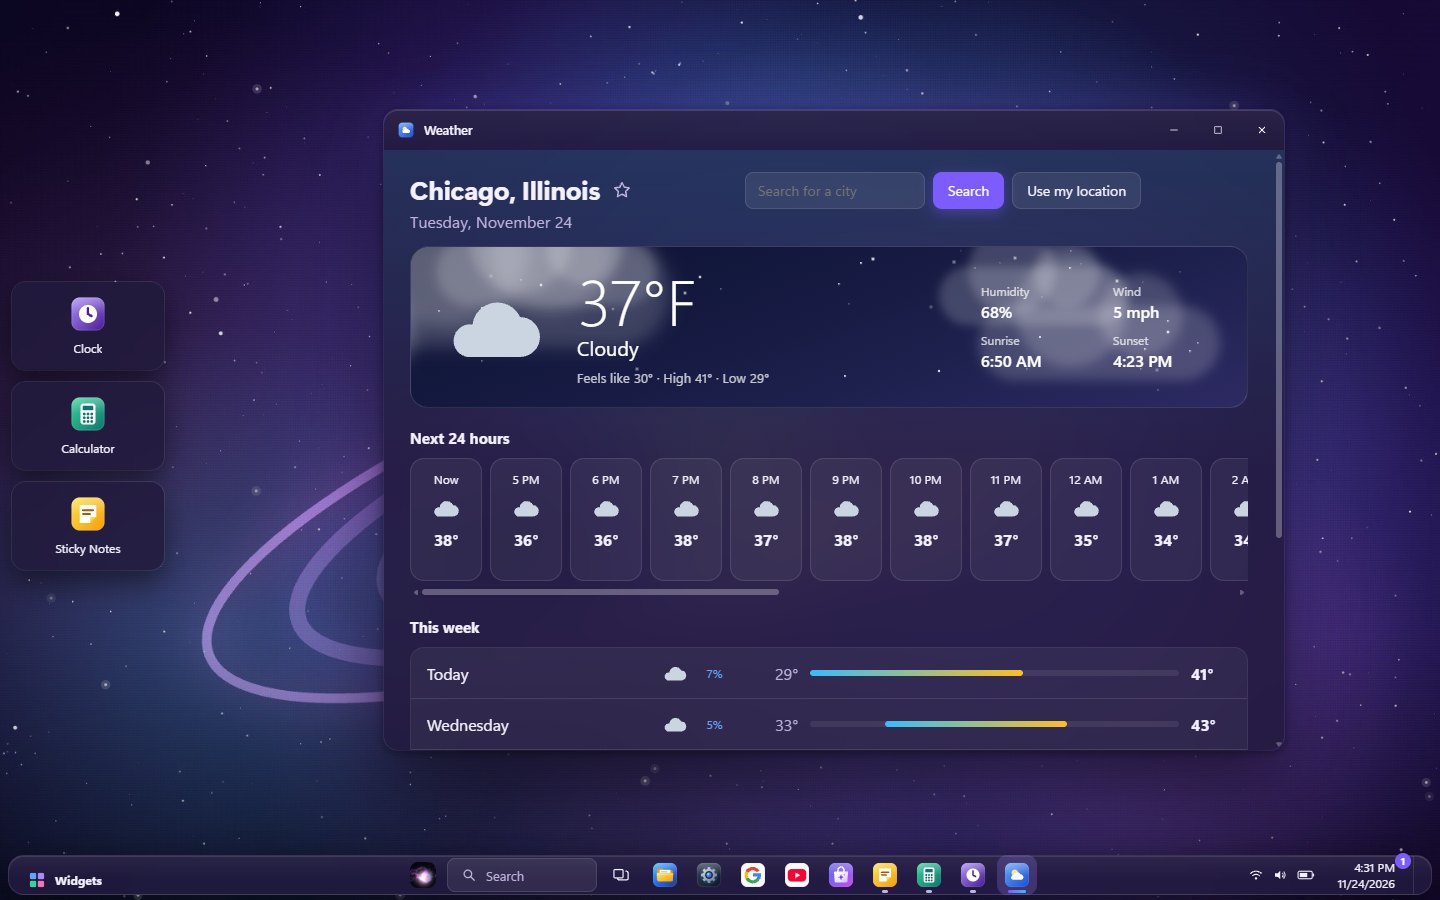 Weather
Chicago, Illinois
Search for a city
Search
Use my location
Tuesday, November 24
37°F
Cloudy
Feels like 30° · High 41° · Low 29°
Humidity
68%
Wind
5 mph
Sunrise
6:50 AM
Sunset
4:23 PM
Next 24 hours
Now
38°
5 PM
36°
6 PM
36°
7 PM
38°
8 PM
37°
9 PM
38°
10 PM
38°
11 PM
37°
12 AM
35°
1 AM
34°
2 A
34
This week
Today
7%
29°
41°
Wednesday
5%
33°
43°
Clock
Calculator
Sticky Notes
Widgets
Search
4:31 PM
11/24/2026
1